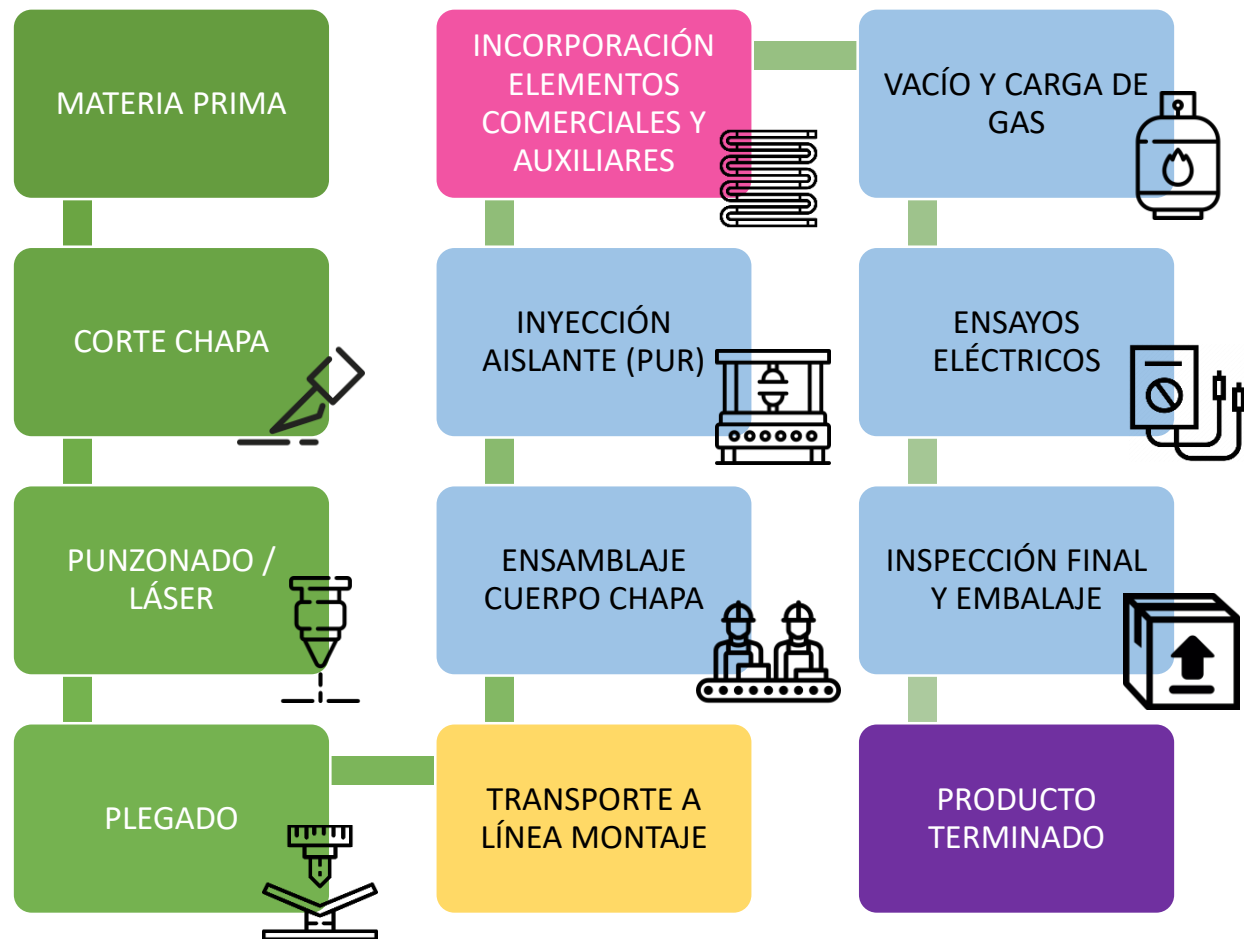 MATERIA PRIMA
CORTE CHAPA
PUNZONADO /
LÁSER
PLEGADO
TRANSPORTE A
LÍNEA MONTAJE
ENSAMBLAJE
CUERPO CHAPA
INYECCIÓN
AISLANTE (PUR)
INCORPORACIÓN
ELEMENTOS
COMERCIALES Y
AUXILIARES
VACÍO Y CARGA DE
GAS
ENSAYOS
ELÉCTRICOS
INSPECCIÓN FINAL
Y EMBALAJE
PRODUCTO
TERMINADO